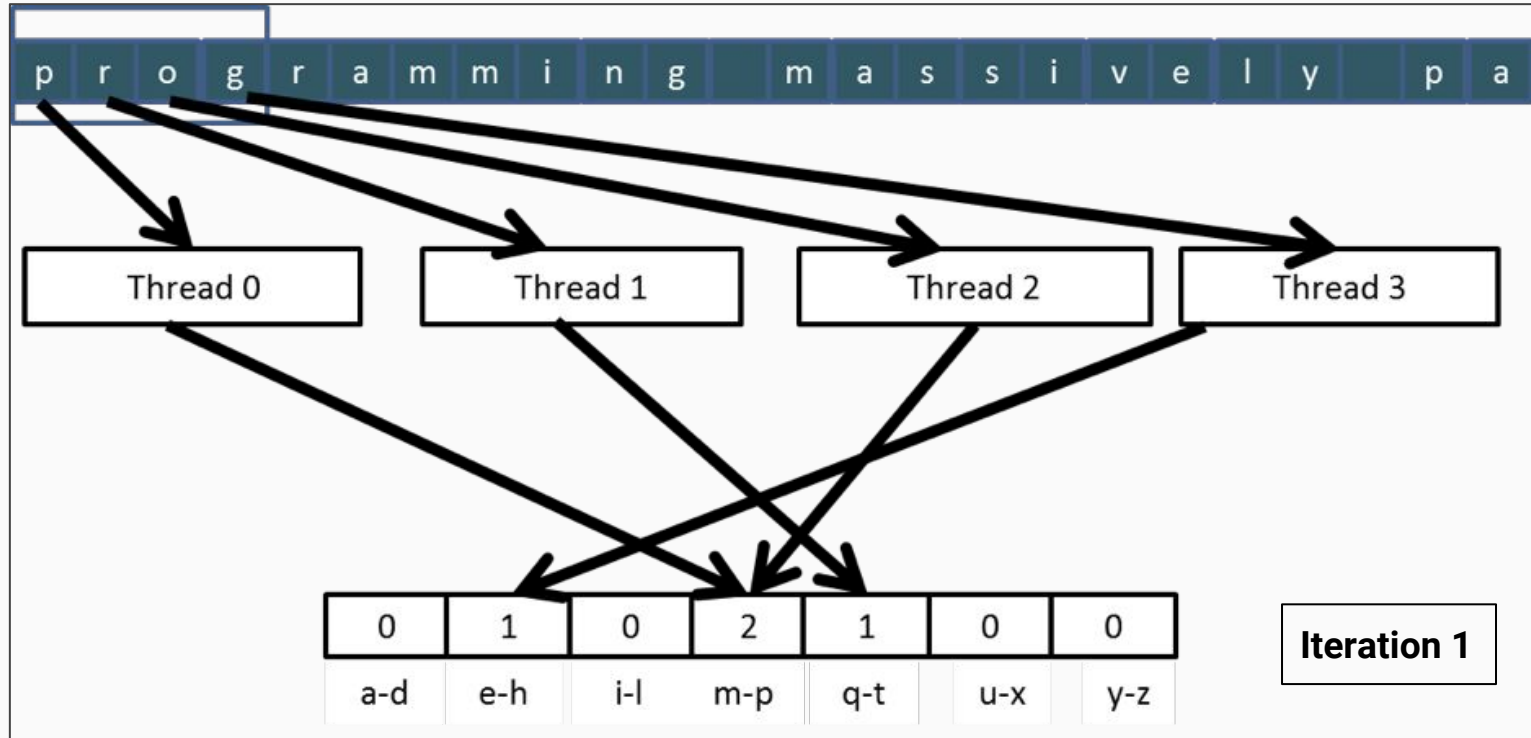 p r o g r a m m i n g m a s s i v e l y p a
Thread 0 Thread 1 Thread 2 Thread 3
0 1 0 2 1 0 0
a-d e-h i-l m-p q-t u-x y-z
Iteration 1